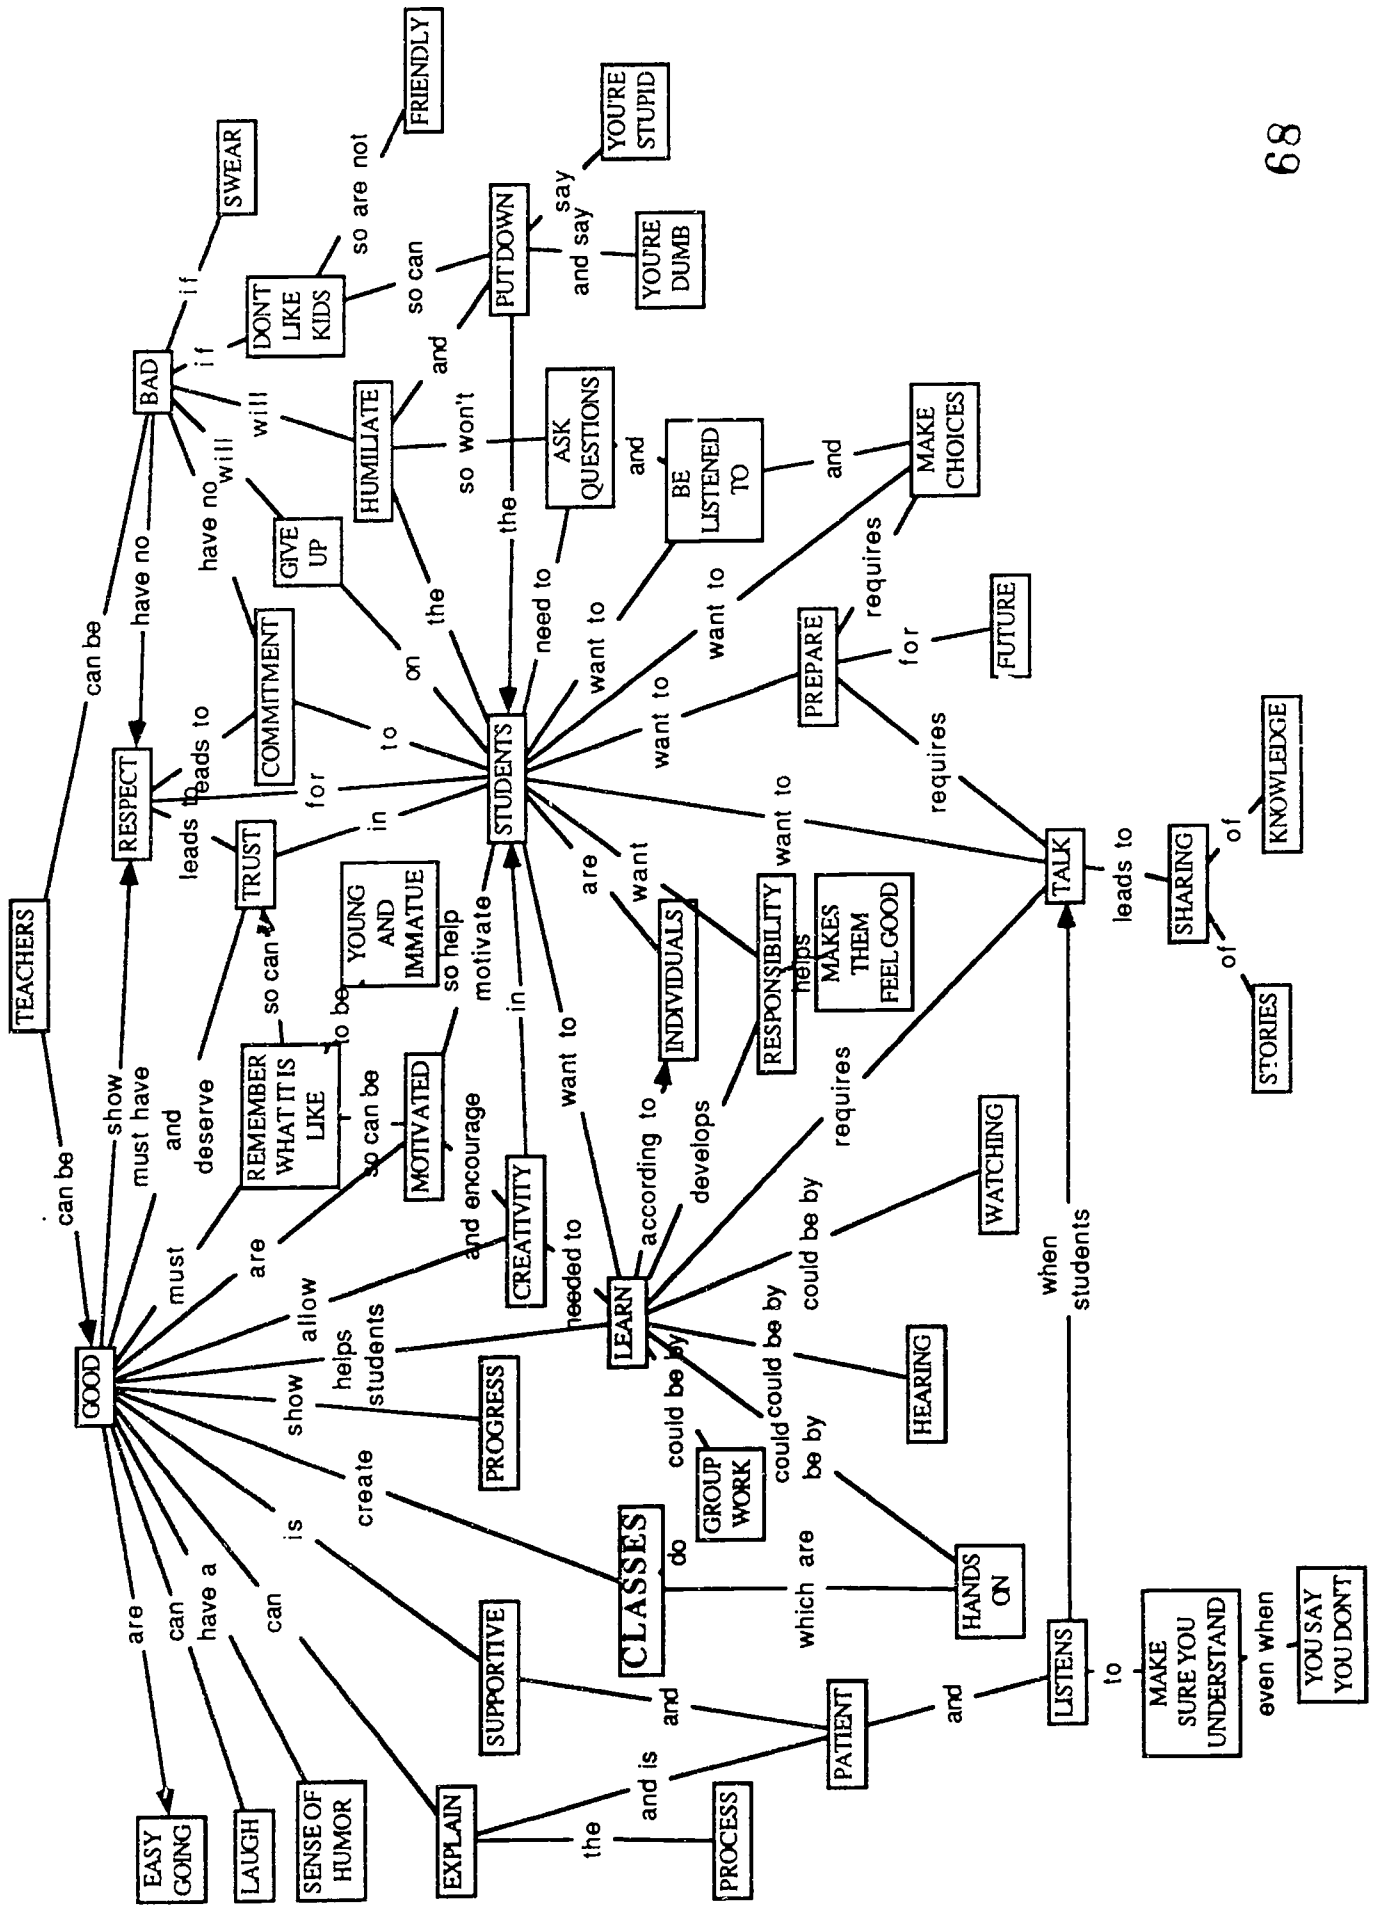 TEACHERS
can be
can be
GOOD
RESPECT
BAD
show
must have
and
deserve
have no
have no
will
will
if
if
SWEAR
are
can
have a
can
is
create
show
helps
students
allow
are
must
EASY
GOING
LAUGH
SENSE OF
HUMOR
EXPLAIN
SUPPORTIVE
PROGRESS
REMEMBER
WHAT IT IS
LIKE
so can
to be
so can be
TRUST
leads to
leads to
COMMITMENT
GIVE
UP
DONT
LIKE
KIDS
so are not
FRIENDLY
so can
HUMILIATE
and
PUT DOWN
say
and say
YOU'RE
STUPID
YOU'RE
DUMB
YOUNG
AND
IMMATUE
MOTIVATED
so help
motivate
and encourage
CREATIVITY
in
in
for
to
on
the
the
so won't
STUDENTS
need to
ASK
QUESTIONS
and
BE
LISTENED
TO
and
MAKE
CHOICES
want to
want to
want to
want to
want to
want
are
needed to
LEARN
according to
INDIVIDUALS
develops
RESPONSIBILITY
helps
MAKES
THEM
FEEL GOOD
PREPARE
requires
for
FUTURE
requires
requires
could be by
could be by
could be by
could
be by
GROUP
WORK
WATCHING
HEARING
CLASSES
do
which are
HANDS
ON
the
and is
PROCESS
and
PATIENT
and
LISTENS
when
students
TALK
leads to
SHARING
of
of
STORIES
KNOWLEDGE
to
MAKE
SURE YOU
UNDERSTAND
even when
YOU SAY
YOU DONT
68